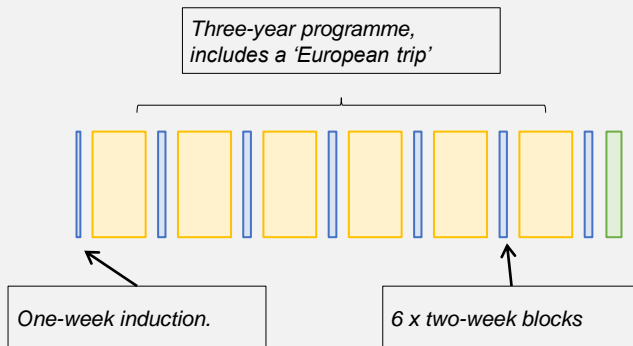 Three-year programme,
includes a ‘European trip’
One-week induction.
6 x two-week blocks